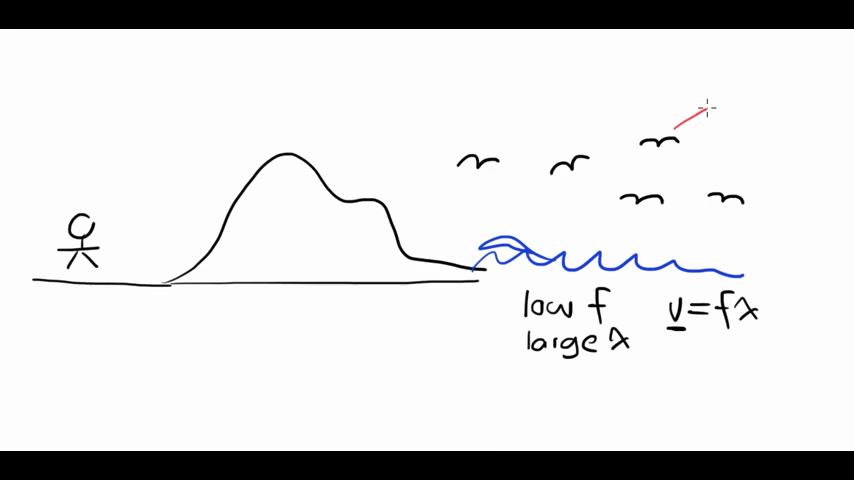 low f
large λ
v = fλ